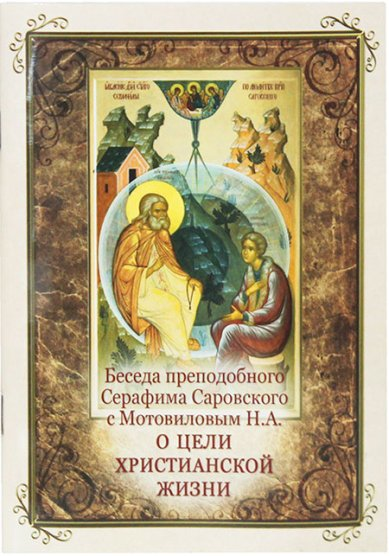 Беседа преподобного
Серафима Саровского
с Мотовиловым Н.А.
О ЦЕЛИ
ХРИСТИАНСКОЙ
ЖИЗНИ